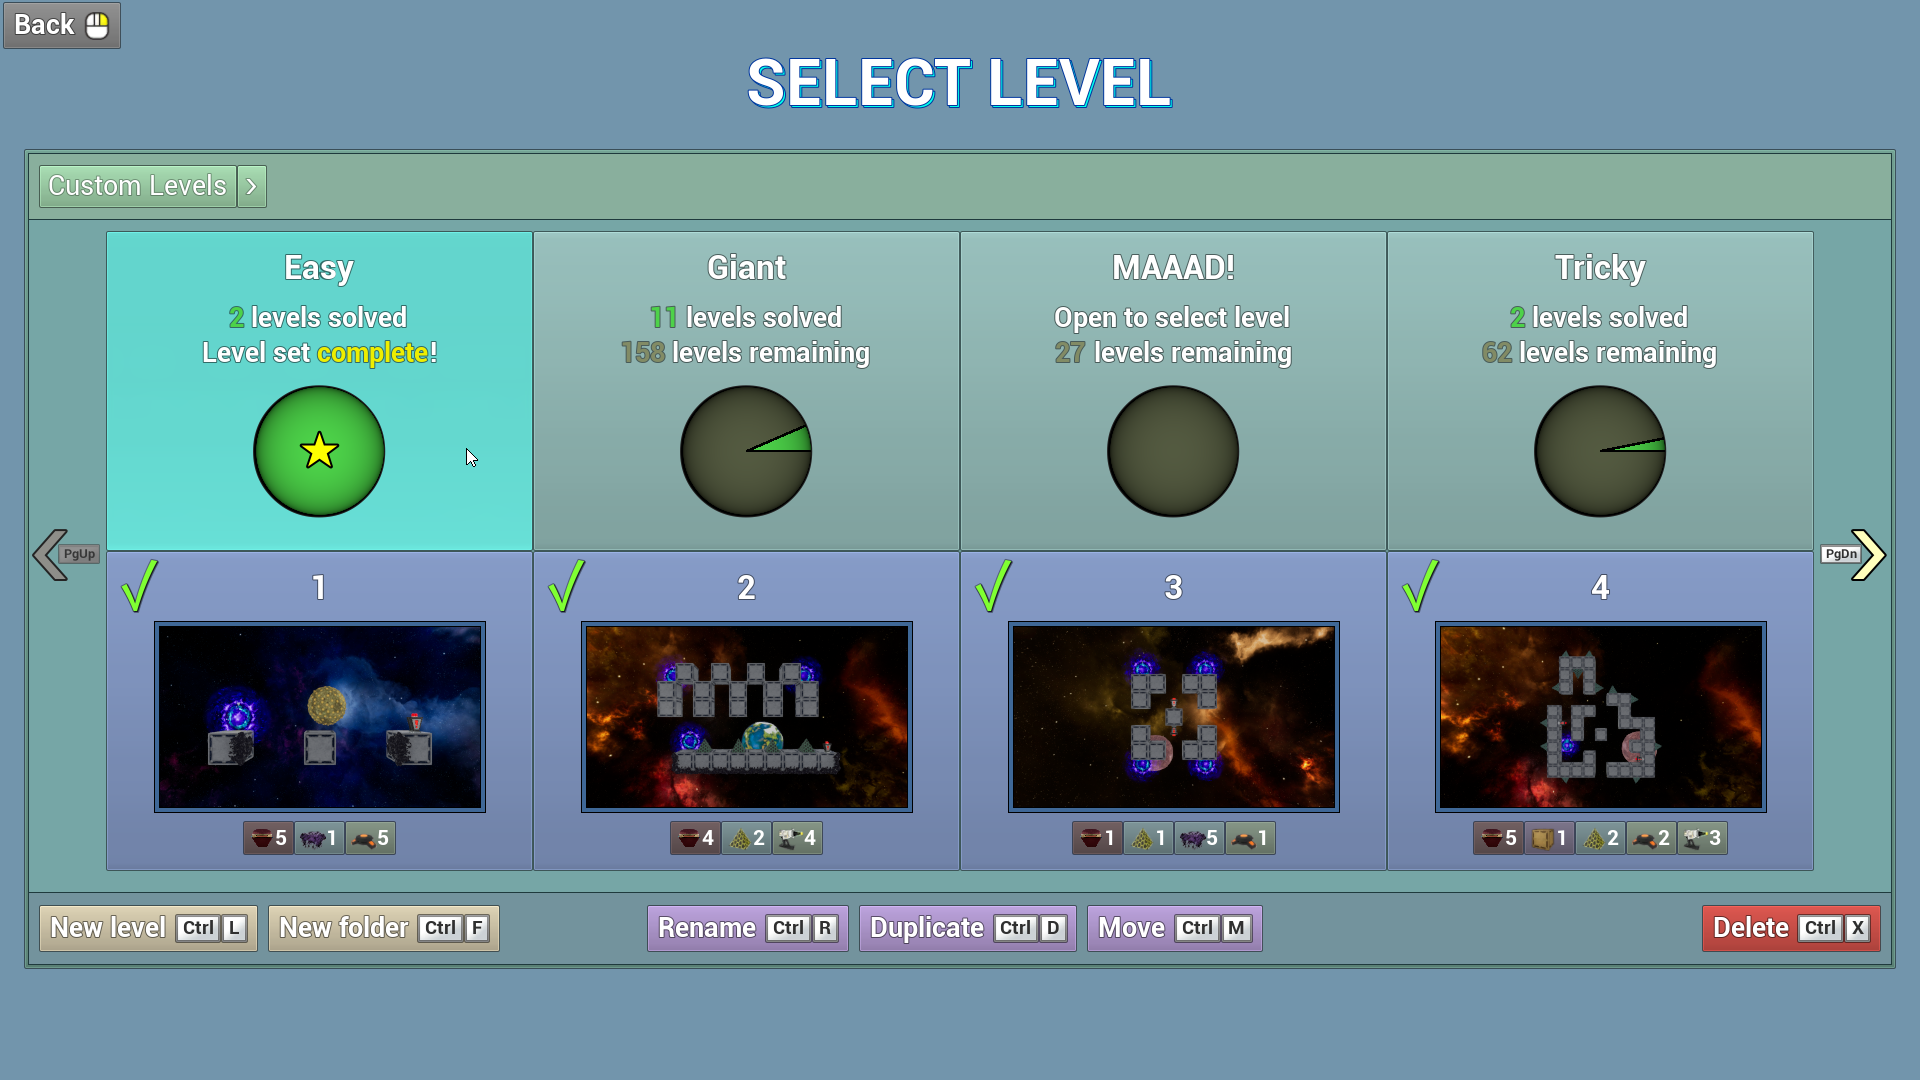 Back
SELECT LEVEL
Custom Levels >
Easy
2 levels solved
Level set complete!
Giant
11 levels solved
158 levels remaining
MAAAD!
Open to select level
27 levels remaining
Tricky
2 levels solved
62 levels remaining
PgUp
PgDn
1
5 1 5
2
4 2 4
3
1 1 5 1
4
5 1 2 2 3
New level Ctrl L
New folder Ctrl F
Rename Ctrl R
Duplicate Ctrl D
Move Ctrl M
Delete Ctrl X